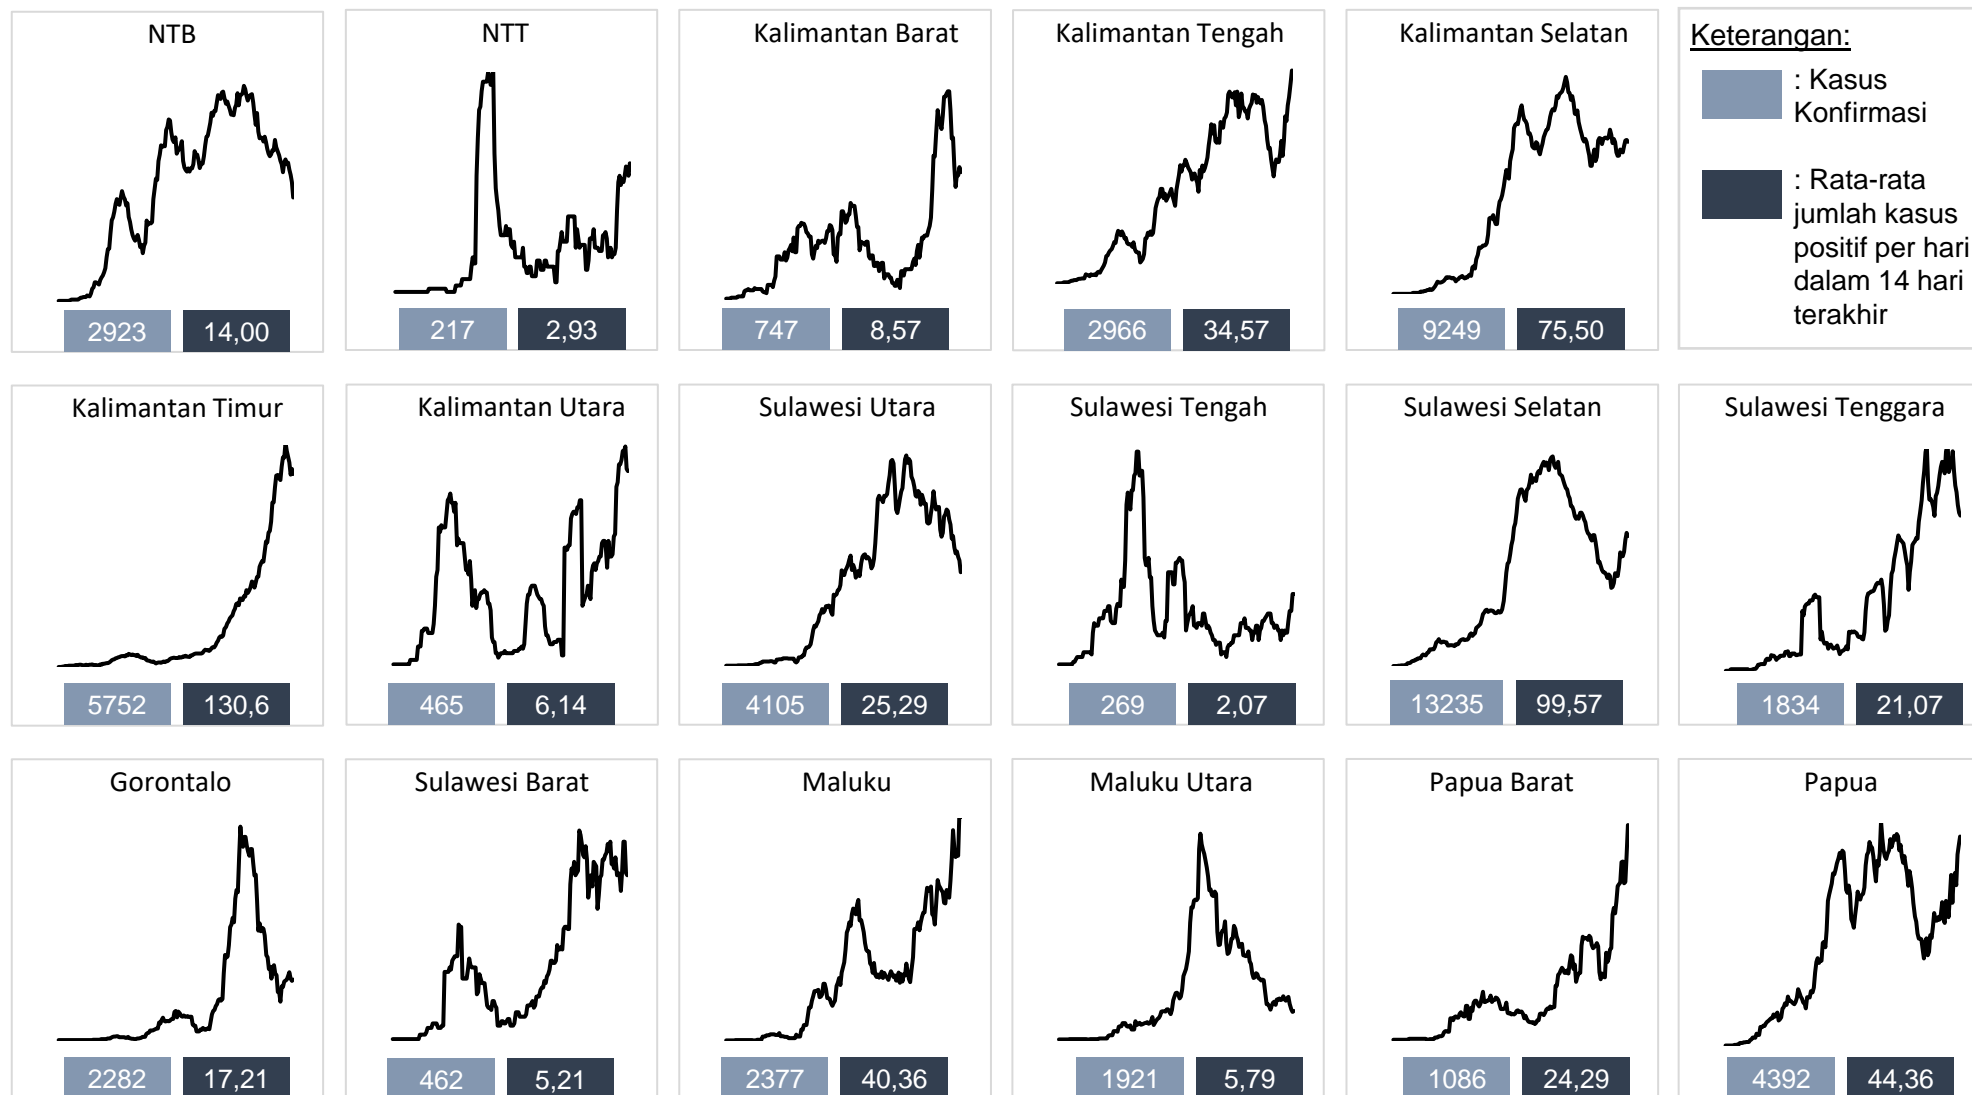 NTB
NTT
Kalimantan Barat
Kalimantan Tengah
Kalimantan Selatan
Keterangan:
: Kasus
Konfirmasi
: Rata-rata
jumlah kasus
positif per hari
dalam 14 hari
terakhir
2923 14,00
217 2,93
747 8,57
2966 34,57
9249 75,50
Kalimantan Timur
Kalimantan Utara
Sulawesi Utara
Sulawesi Tengah
Sulawesi Selatan
Sulawesi Tenggara
5752 130,6
465 6,14
4105 25,29
269 2,07
13235 99,57
1834 21,07
Gorontalo
Sulawesi Barat
Maluku
Maluku Utara
Papua Barat
Papua
2282 17,21
462 5,21
2377 40,36
1921 5,79
1086 24,29
4392 44,36